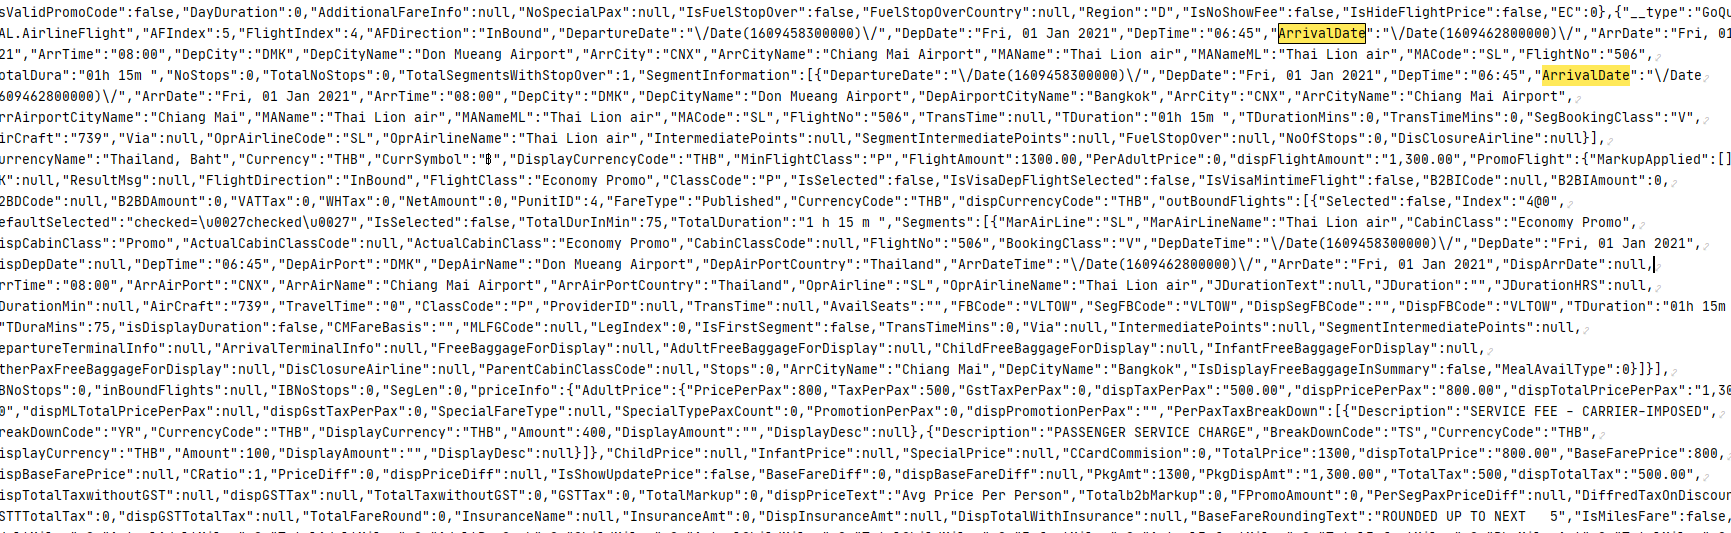 sValidPromoCode":false,"DayDuration":0,"AdditionalFareInfo":null,"NoSpecialPax":null,"IsFuelStopOver":false,"FuelStopOverCountry":null,"Region":"D","IsNoShowFee":false,"IsHideFlightPrice":false,"EC":0},{"__type":"GoQu
AL.AirlineFlight","AFIndex":5,"FlightIndex":4,"AFDirection":"InBound","DepartureDate":"\/Date(1609458300000)\/","DepDate":"Fri, 01 Jan 2021","DepTime":"06:45","ArrivalDate":"\/Date(1609462800000)\/","ArrDate":"Fri, 01
21","ArrTime":"08:00","DepCity":"DMK","DepCityName":"Don Mueang Airport","ArrCity":"CNX","ArrCityName":"Chiang Mai Airport","MAName":"Thai Lion air","MANameML":"Thai Lion air","MACode":"SL","FlightNo":"506",
otalDura":"01h 15m ","NoStops":0,"TotalNoStops":0,"TotalSegmentsWithStopOver":1,"SegmentInformation":[{"DepartureDate":"\/Date(1609458300000)\/","DepDate":"Fri, 01 Jan 2021","DepTime":"06:45","ArrivalDate":"\/Date
609462800000)\/","ArrDate":"Fri, 01 Jan 2021","ArrTime":"08:00","DepCity":"DMK","DepCityName":"Don Mueang Airport","DepAirportCityName":"Bangkok","ArrCity":"CNX","ArrCityName":"Chiang Mai Airport",
rrAirportCityName":"Chiang Mai","MAName":"Thai Lion air","MANameML":"Thai Lion air","MACode":"SL","FlightNo":"506","TransTime":null,"TDuration":"01h 15m ","TDurationMins":0,"TransTimeMins":0,"SegBookingClass":"V",
irCraft":"739","Via":null,"OprAirlineCode":"SL","OprAirlineName":"Thai Lion air","IntermediatePoints":null,"SegmentIntermediatePoints":null,"FuelStopOver":null,"NoOfStops":0,"DisClosureAirline":null}],
urrencyName":"Thailand, Baht","Currency":"THB","CurrSymbol":"฿","DisplayCurrencyCode":"THB","MinFlightClass":"P","FlightAmount":1300.00,"PerAdultPrice":0,"dispFlightAmount":"1,300.00","PromoFlight":{"MarkupApplied":[]
K":null,"ResultMsg":null,"FlightDirection":"InBound","FlightClass":"Economy Promo","ClassCode":"P","IsSelected":false,"IsVisaDepFlightSelected":false,"IsVisaMintimeFlight":false,"B2BICode":null,"B2BIAmount":0,
2BDCode":null,"B2BDAmount":0,"VATTax":0,"WHTax":0,"NetAmount":0,"PunitID":4,"FareType":"Published","CurrencyCode":"THB","dispCurrencyCode":"THB","outBoundFlights":[{"Selected":false,"Index":"4@0",
efaultSelected":"checked=\u0027checked\u0027","IsSelected":false,"TotalDurInMin":75,"TotalDuration":"1 h 15 m ","Segments":[{"MarAirLine":"SL","MarAirLineName":"Thai Lion air","CabinClass":"Economy Promo",
ispCabinClass":"Promo","ActualCabinClassCode":null,"ActualCabinClass":"Economy Promo","CabinClassCode":null,"FlightNo":"506","BookingClass":"V","DepDateTime":"\/Date(1609458300000)\/","DepDate":"Fri, 01 Jan 2021",
ispDepDate":null,"DepTime":"06:45","DepAirPort":"DMK","DepAirName":"Don Mueang Airport","DepAirPortCountry":"Thailand","ArrDateTime":"\/Date(1609462800000)\/","ArrDate":"Fri, 01 Jan 2021","DispArrDate":null,
rrTime":"08:00","ArrAirPort":"CNX","ArrAirName":"Chiang Mai Airport","ArrAirPortCountry":"Thailand","OprAirline":"SL","OprAirlineName":"Thai Lion air","JDurationText":null,"JDuration":"","JDurationHRS":null,
DurationMin":null,"AirCraft":"739","TravelTime":"0","ClassCode":"P","ProviderID":null,"TransTime":null,"AvailSeats":"","FBCode":"VLTOW","SegFBCode":"VLTOW","DispSegFBCode":"","DispFBCode":"VLTOW","TDuration":"01h 15m
"TDuraMins":75,"isDisplayDuration":false,"CMFareBasis":"","MLFGCode":null,"LegIndex":0,"IsFirstSegment":false,"TransTimeMins":0,"Via":null,"IntermediatePoints":null,"SegmentIntermediatePoints":null,
epartureTerminalInfo":null,"ArrivalTerminalInfo":null,"FreeBaggageForDisplay":null,"AdultFreeBaggageForDisplay":null,"ChildFreeBaggageForDisplay":null,"InfantFreeBaggageForDisplay":null,
therPaxFreeBaggageForDisplay":null,"DisClosureAirline":null,"ParentCabinClassCode":null,"Stops":0,"ArrCityName":"Chiang Mai","DepCityName":"Bangkok","IsDisplayFreeBaggageInSummary":false,"MealAvailType":0}]}],
BNoStops":0,"inBoundFlights":null,"IBNoStops":0,"SegLen":0,"priceInfo":{"AdultPrice":{"PricePerPax":800,"TaxPerPax":500,"GstTaxPerPax":0,"dispTaxPerPax":"500.00","dispPricePerPax":"800.00","dispTotalPricePerPax":"1,30
0","dispMLTotalPricePerPax":null,"dispGstTaxPerPax":0,"SpecialFareType":null,"SpecialTypePaxCount":0,"PromotionPerPax":0,"dispPromotionPerPax":"","PerPaxTaxBreakDown":[{"Description":"SERVICE FEE - CARRIER-IMPOSED",
reakDownCode":"YR","CurrencyCode":"THB","DisplayCurrency":"THB","Amount":400,"DisplayAmount":"","DisplayDesc":null},{"Description":"PASSENGER SERVICE CHARGE","BreakDownCode":"TS","CurrencyCode":"THB",
isplayCurrency":"THB","Amount":100,"DisplayAmount":"","DisplayDesc":null}]},"ChildPrice":null,"InfantPrice":null,"SpecialPrice":null,"CCardCommision":0,"TotalPrice":1300,"dispTotalPrice":"800.00","BaseFarePrice":800,
ispBaseFarePrice":null,"CRatio":1,"PriceDiff":0,"dispPriceDiff":null,"IsShowUpdatePrice":false,"BaseFareDiff":0,"dispBaseFareDiff":null,"PkgAmt":1300,"PkgDispAmt":"1,300.00","TotalTax":500,"dispTotalTax":"500.00",
ispTotalTaxwithoutGST":null,"dispGSTTax":null,"TotalTaxwithoutGST":0,"GSTTax":0,"TotalMarkup":0,"dispPriceText":"Avg Price Per Person","Totalb2bMarkup":0,"FPromoAmount":0,"PerSegPaxPriceDiff":null,"DiffredTaxOnDiscoun
STTTotalTax":0,"dispGSTTotalTax":null,"TotalFareRound":0,"InsuranceName":null,"InsuranceAmt":0,"DispInsuranceAmt":null,"DispTotalWithInsurance":null,"BaseFareRoundingText":"ROUNDED UP TO NEXT   5","IsMilesFare":false,